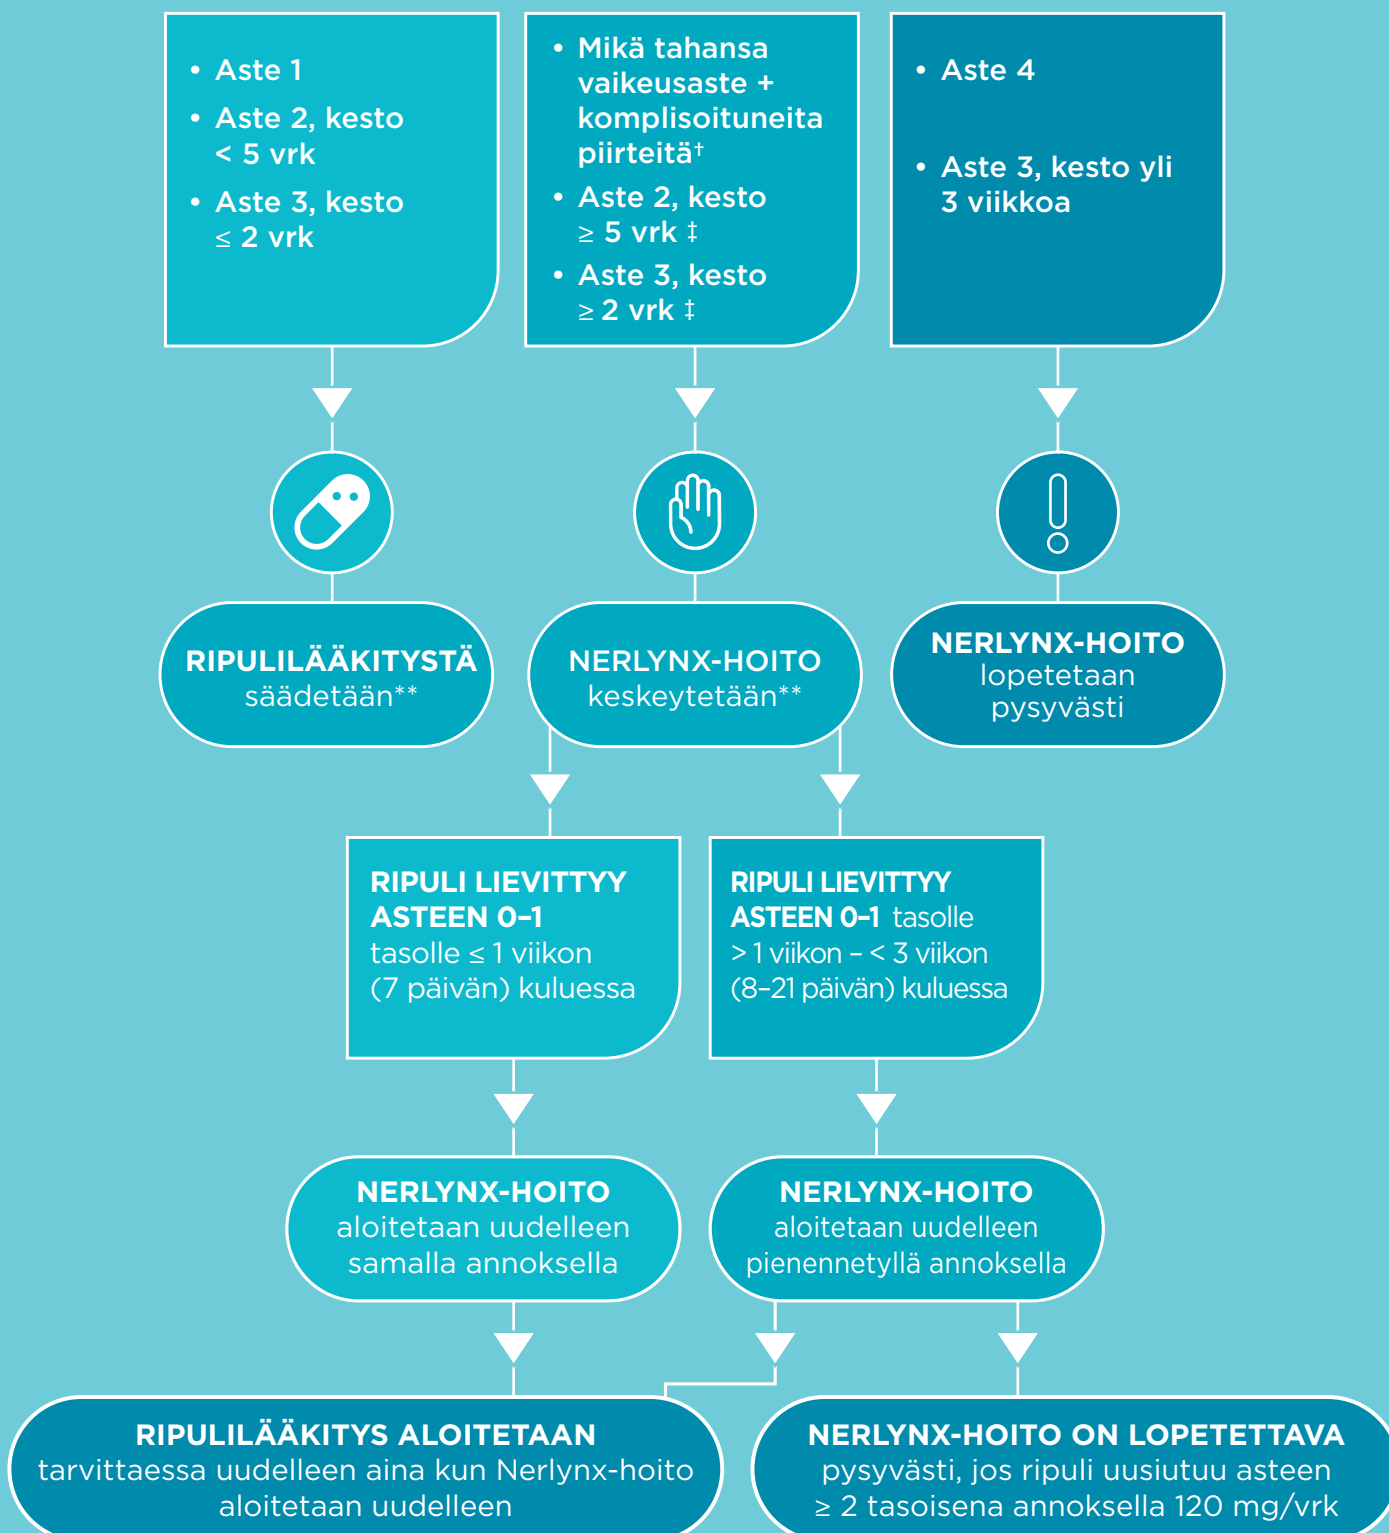 • Aste 1
• Aste 2, kesto
< 5 vrk
• Aste 3, kesto
≤ 2 vrk
• Mikä tahansa
vaikeusaste +
komplisoituneita
piirteitä†
• Aste 2, kesto
≥ 5 vrk ‡
• Aste 3, kesto
≥ 2 vrk ‡
• Aste 4
• Aste 3, kesto yli
3 viikkoa
RIPULILÄÄKITYSTÄ
säädetään**
NERLYNX-HOITO
keskeytetään**
NERLYNX-HOITO
lopetetaan
pysyvästi
RIPULI LIEVITTYY
ASTEEN 0–1
tasolle ≤ 1 viikon
(7 päivän) kuluessa
RIPULI LIEVITTYY
ASTEEN 0–1 tasolle
> 1 viikon – < 3 viikon
(8–21 päivän) kuluessa
NERLYNX-HOITO
aloitetaan uudelleen
samalla annoksella
NERLYNX-HOITO
aloitetaan uudelleen
pienennetyllä annoksella
RIPULILÄÄKITYS ALOITETAAN
tarvittaessa uudelleen aina kun Nerlynx-hoito
aloitetaan uudelleen
NERLYNX-HOITO ON LOPETETTAVA
pysyvästi, jos ripuli uusiutuu asteen
≥ 2 tasoisena annoksella 120 mg/vrk